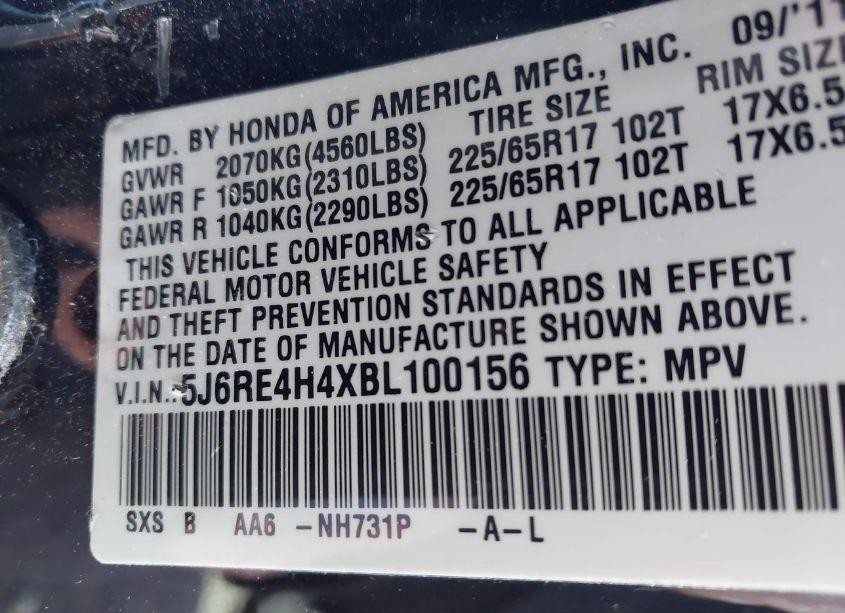 MFD. BY HONDA OF AMERICA MFG., INC. 09/'11
GVWR 2070KG(4560LBS) TIRE SIZE RIM SIZE
GAWR F 1050KG(2310LBS) 225/65R17 102T 17X6.5
GAWR R 1040KG(2290LBS) 225/65R17 102T 17X6.5
THIS VEHICLE CONFORMS TO ALL APPLICABLE
FEDERAL MOTOR VEHICLE SAFETY
AND THEFT PREVENTION STANDARDS IN EFFECT
ON THE DATE OF MANUFACTURE SHOWN ABOVE.
V.I.N.: 5J6RE4H4XBL100156 TYPE: MPV
SXS B AA6 -NH731P -A-L